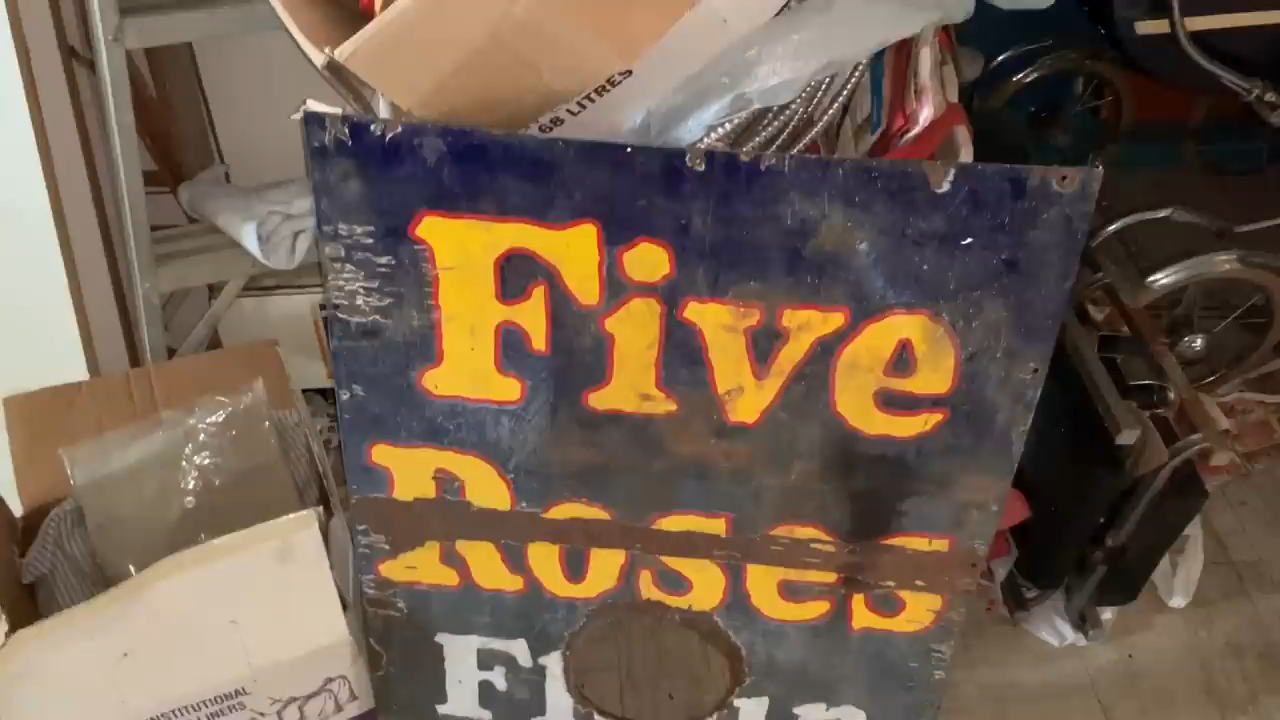 68 LITRES
Five
Roses
INSTITUTIONAL
LINERS